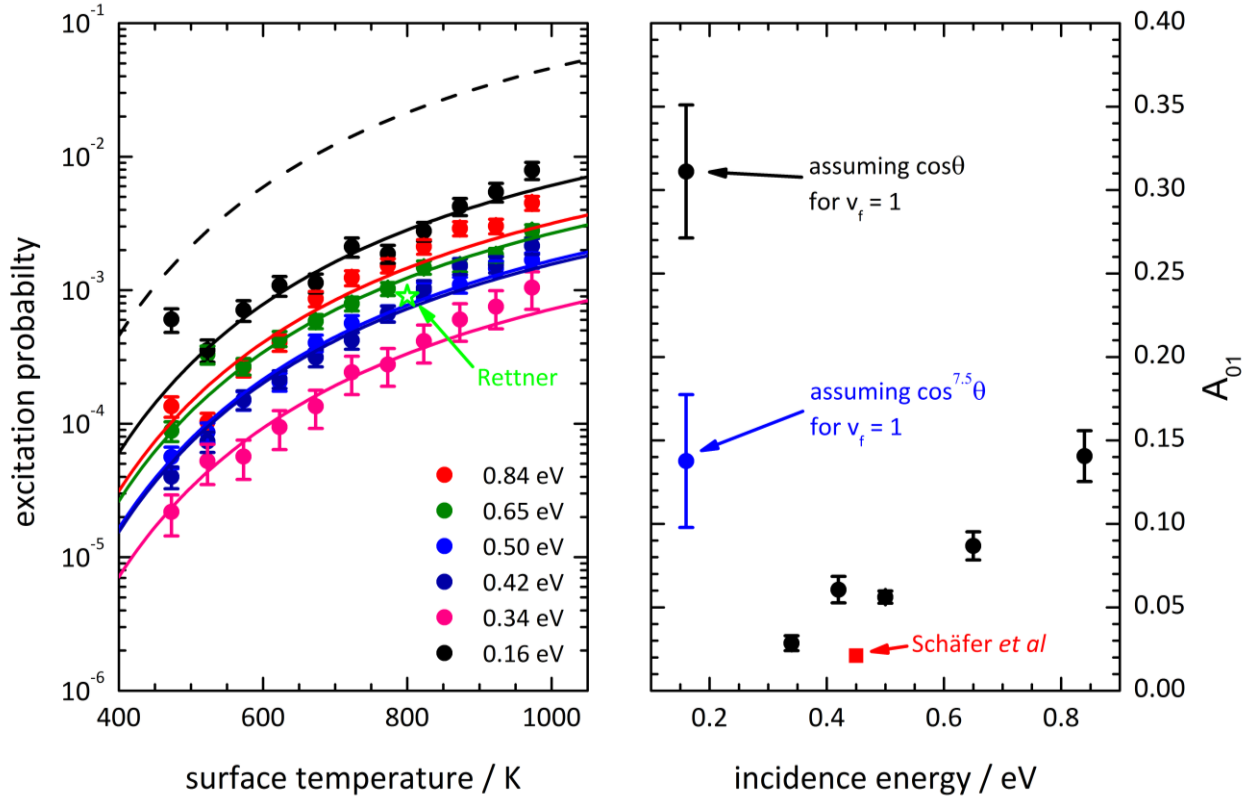 10⁻¹
10⁻²
10⁻³
10⁻⁴
10⁻⁵
10⁻⁶
excitation probabilty
400
600
800
1000
surface temperature / K
Rettner
0.84 eV
0.65 eV
0.50 eV
0.42 eV
0.34 eV
0.16 eV
assuming cosθ
for v_f = 1
assuming cos^7.5θ
for v_f = 1
Schäfer et al
0.2
0.4
0.6
0.8
incidence energy / eV
0.40
0.35
0.30
0.25
0.20
0.15
0.10
0.05
0.00
A₀₁